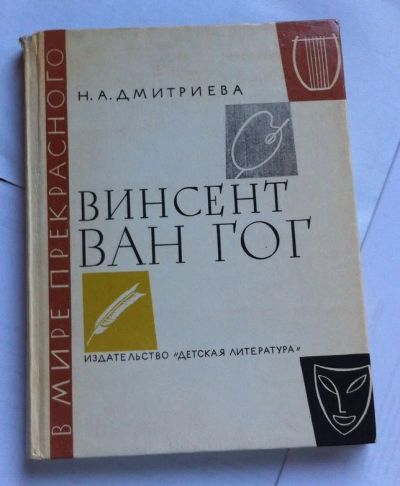 Н. А. ДМИТРИЕВА
ВИНСЕНТ
ВАН ГОГ
ИЗДАТЕЛЬСТВО "ДЕТСКАЯ ЛИТЕРАТУРА"
В МИРЕ ПРЕКРАСНОГО